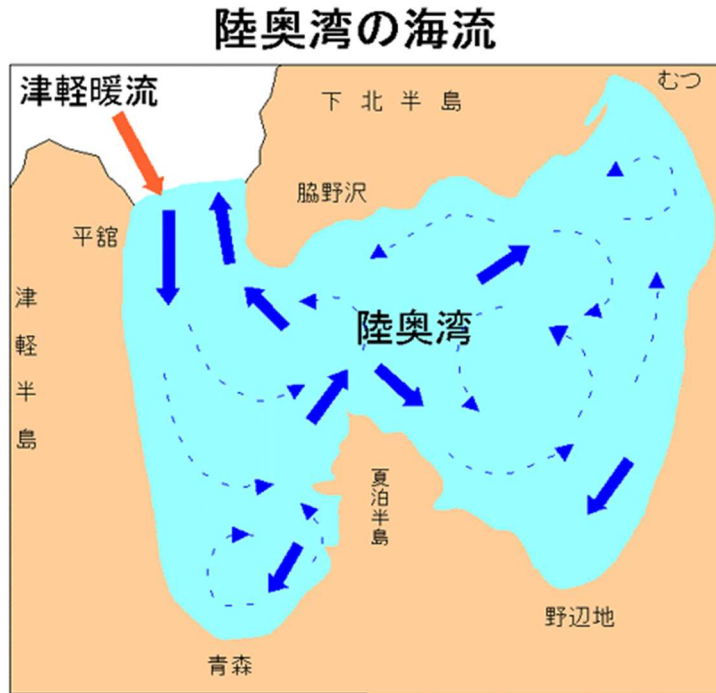 陸奥湾の海流
津軽暖流
下北半島
むつ
脇野沢
平舘
津軽半島
陸奥湾
夏泊半島
野辺地
青森